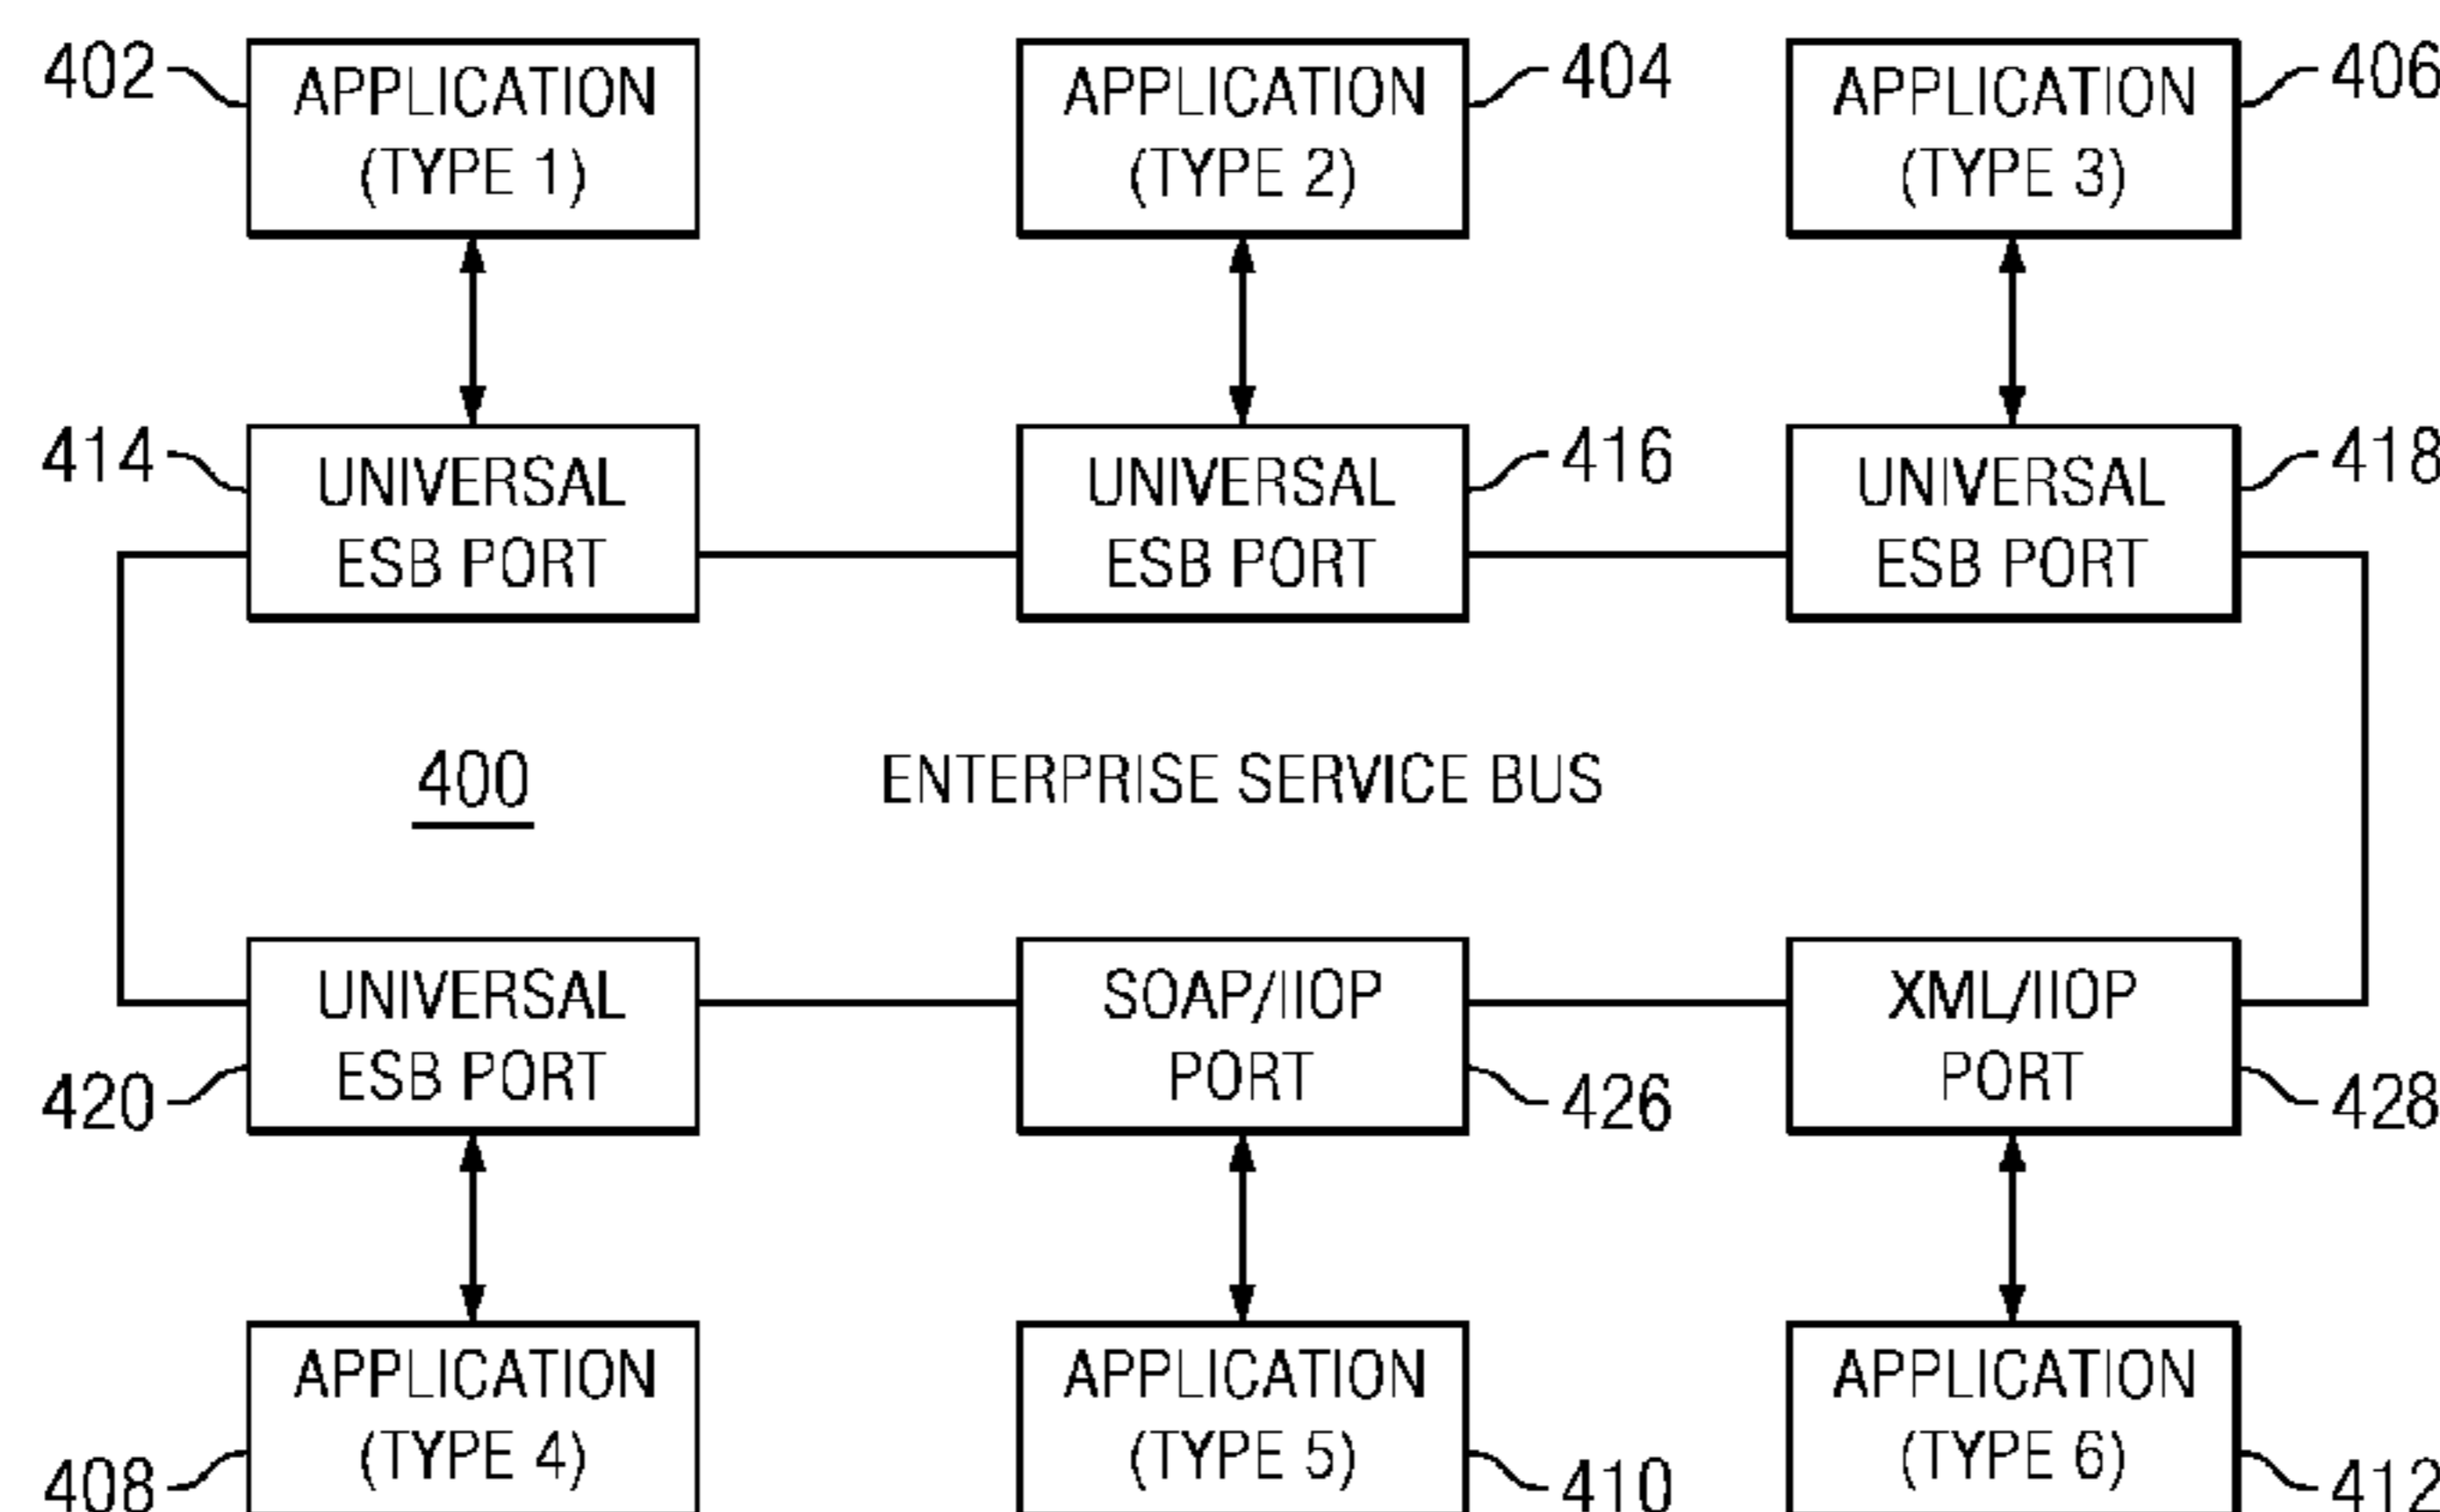 402
APPLICATION
(TYPE 1)
APPLICATION
(TYPE 2)
404
APPLICATION
(TYPE 3)
406
414
UNIVERSAL
ESB PORT
UNIVERSAL
ESB PORT
416
UNIVERSAL
ESB PORT
418
400
ENTERPRISE SERVICE BUS
UNIVERSAL
ESB PORT
420
SOAP/IIOP
PORT
426
XML/IIOP
PORT
428
APPLICATION
(TYPE 4)
408
APPLICATION
(TYPE 5)
410
APPLICATION
(TYPE 6)
412